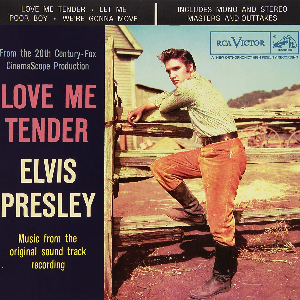 LOVE ME TENDER • LET ME
POOR BOY • WE'RE GONNA MOVE
INCLUDES MONO AND STEREO
MASTERS AND OUTTAKES
From the 20th Century-Fox
CinemaScope Production
RCA VICTOR
LOVE ME
TENDER
ELVIS
PRESLEY
Music from the
original sound track
recording